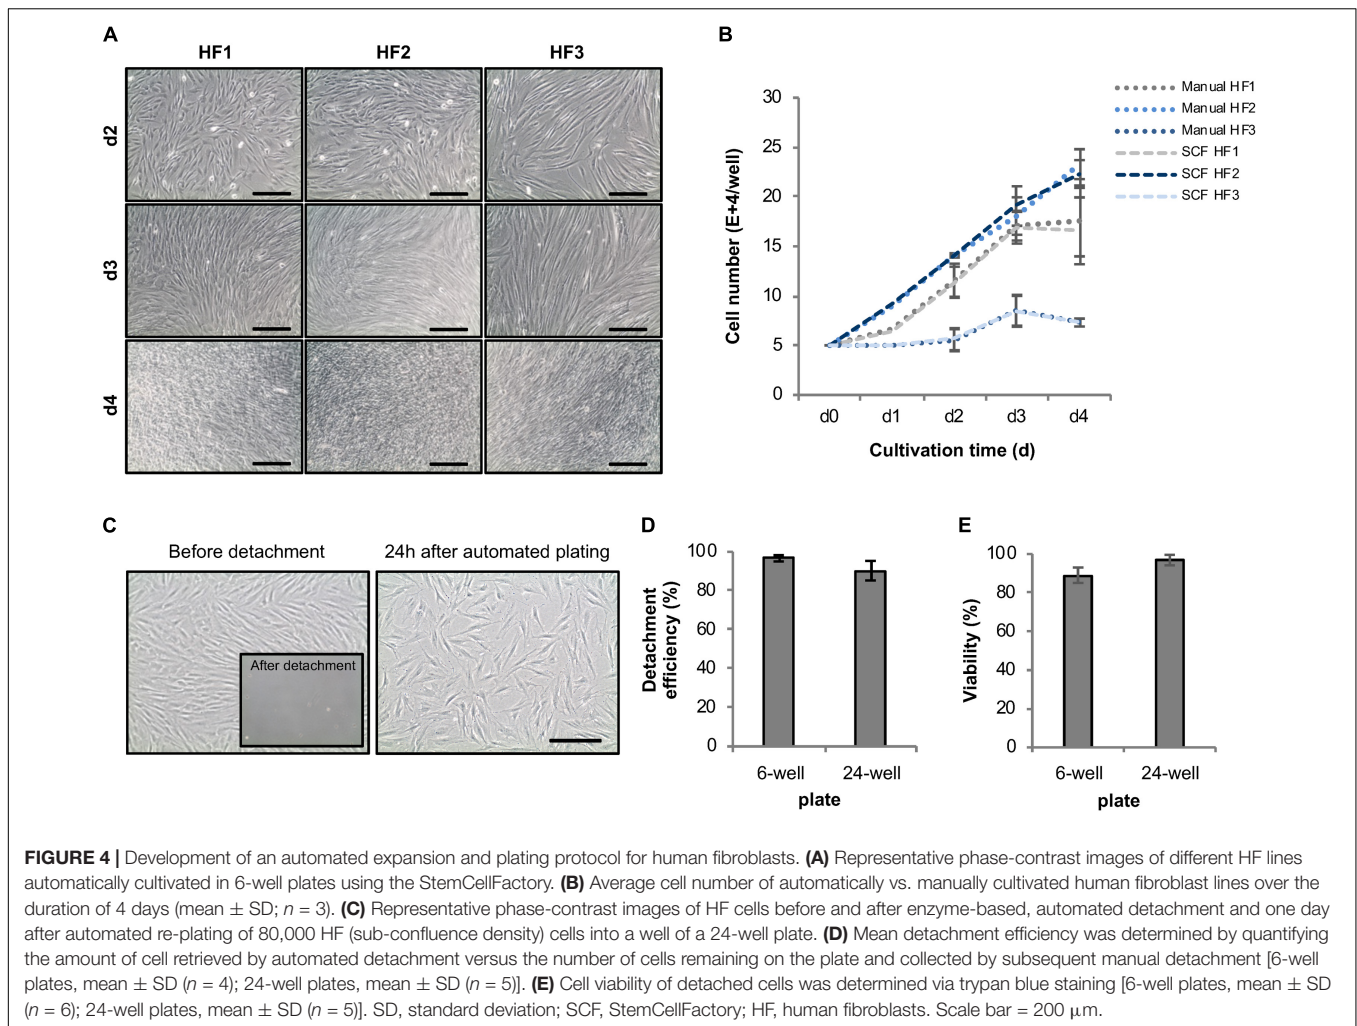 A
HF1
HF2
HF3
d2
d3
d4
B
30
25
20
15
10
5
0
Cell number (E+4/well)
d0
d1
d2
d3
d4
Cultivation time (d)
Manual HF1
Manual HF2
Manual HF3
SCF HF1
SCF HF2
SCF HF3
C
Before detachment
After detachment
24h after automated plating
D
100
80
60
40
20
0
Detachment
efficiency (%)
6-well
24-well
plate
E
100
80
60
40
20
0
Viability (%)
6-well
24-well
plate
FIGURE 4 | Development of an automated expansion and plating protocol for human fibroblasts. (A) Representative phase-contrast images of different HF lines
automatically cultivated in 6-well plates using the StemCellFactory. (B) Average cell number of automatically vs. manually cultivated human fibroblast lines over the
duration of 4 days (mean ± SD; n = 3). (C) Representative phase-contrast images of HF cells before and after enzyme-based, automated detachment and one day
after automated re-plating of 80,000 HF (sub-confluence density) cells into a well of a 24-well plate. (D) Mean detachment efficiency was determined by quantifying
the amount of cell retrieved by automated detachment versus the number of cells remaining on the plate and collected by subsequent manual detachment [6-well
plates, mean ± SD (n = 4); 24-well plates, mean ± SD (n = 5)]. (E) Cell viability of detached cells was determined via trypan blue staining [6-well plates, mean ± SD
(n = 6); 24-well plates, mean ± SD (n = 5)]. SD, standard deviation; SCF, StemCellFactory; HF, human fibroblasts. Scale bar = 200 μm.